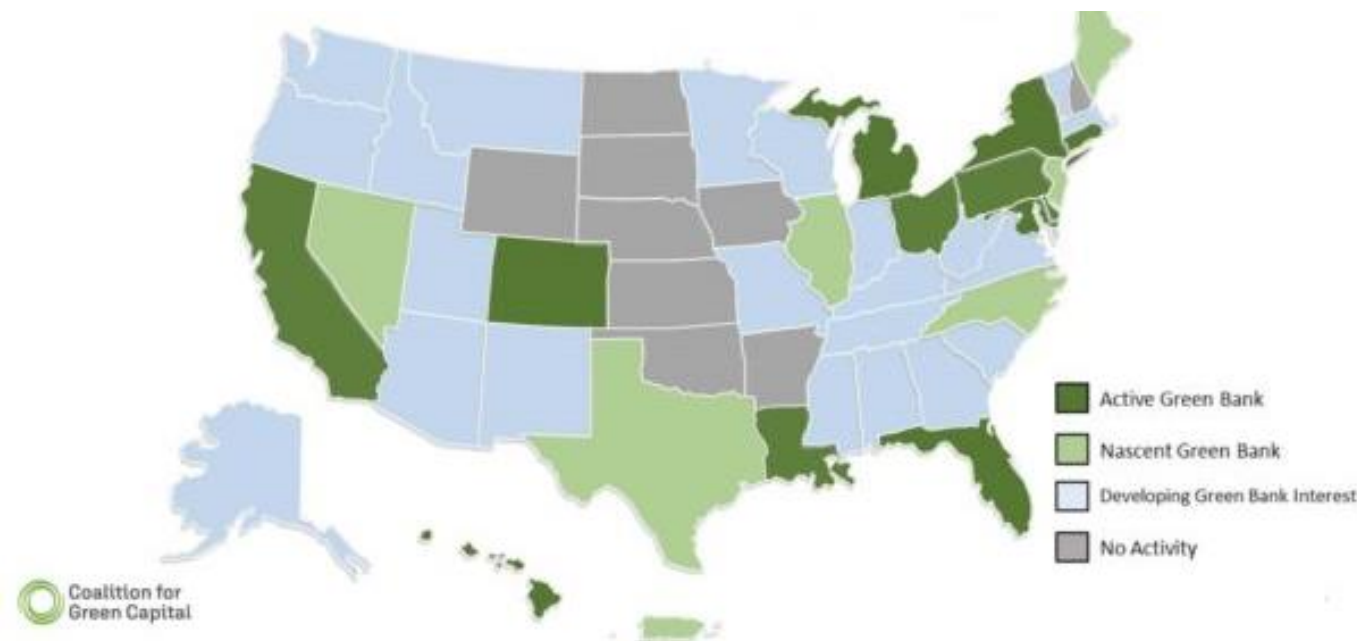 Active Green Bank
Nascent Green Bank
Developing Green Bank Interest
No Activity
Coalition for
Green Capital